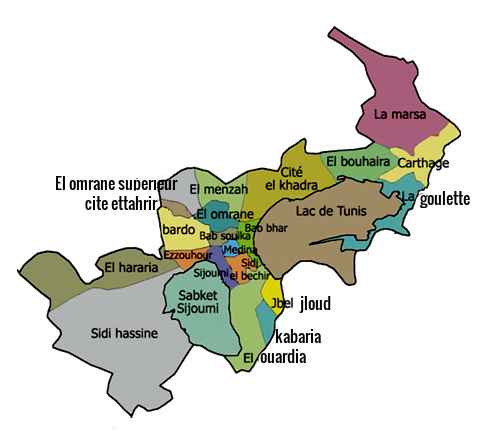 La marsa
El bouhaira
Carthage
Cité
el khadra
El omrane superieur
El menzah
La goulette
cite ettahrir
El omrane
Lac de Tunis
bardo
Bab souika
Bab bhar
Medina
Ezzouhour
Sidi
el bechir
El hararia
Sijoumi
Sabket
Sijoumi
Jbel jloud
Sidi hassine
kabaria
El ouardia